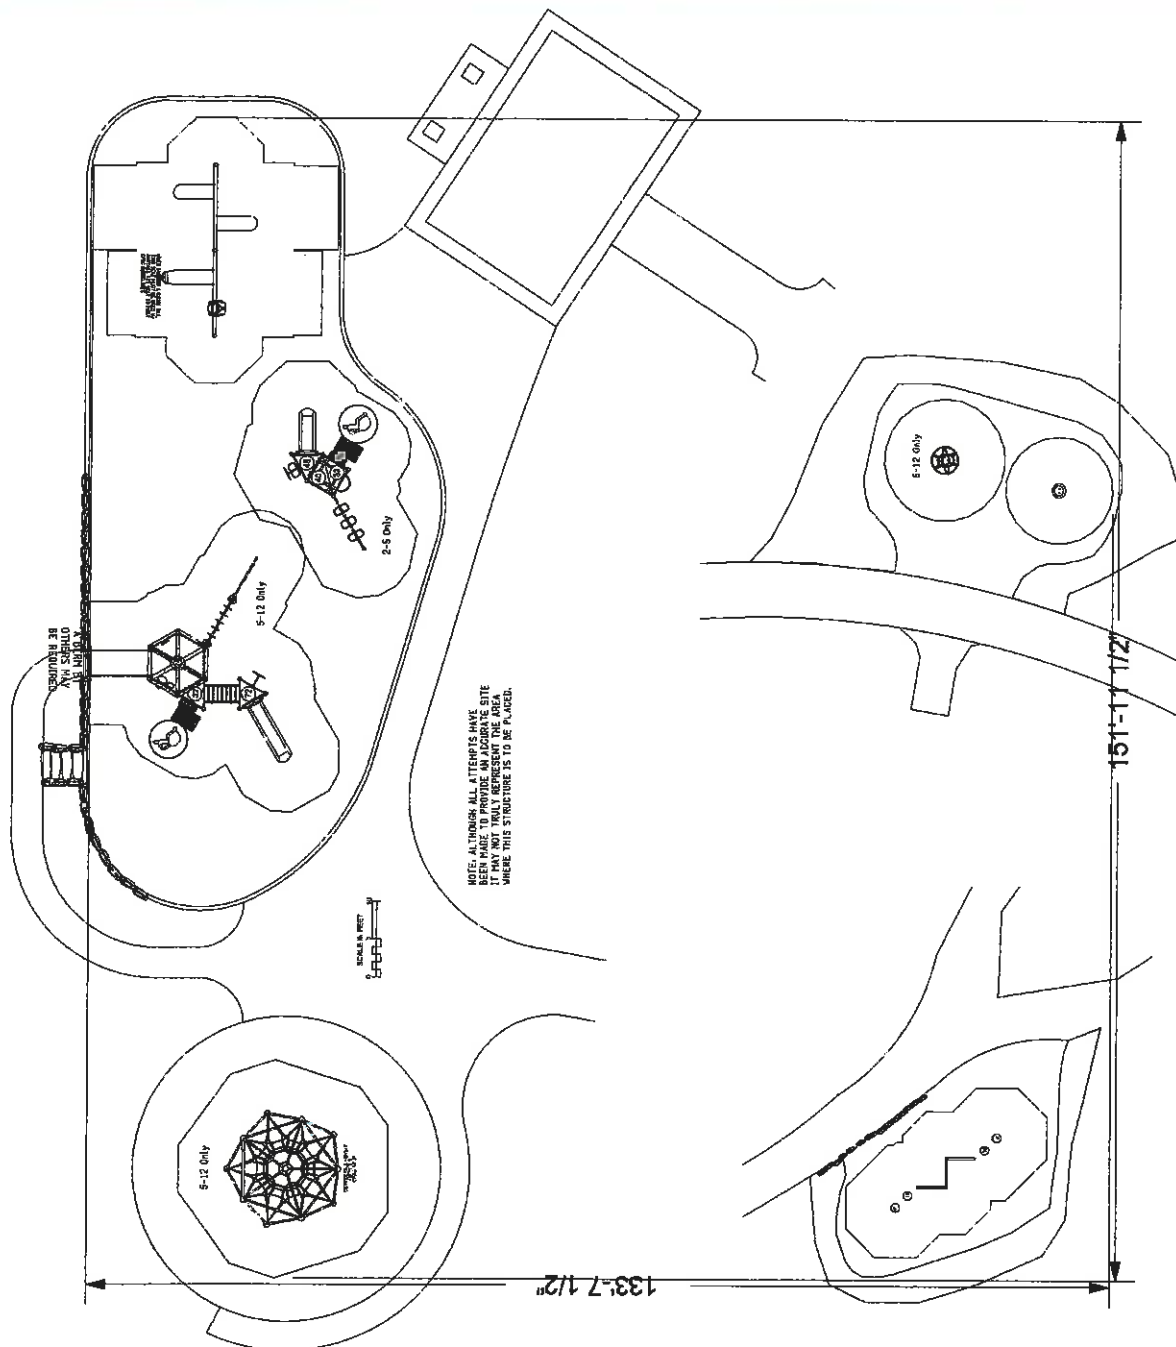 A BERM BY
OTHERS MAY
BE REQUIRED
5-12 Only
2-5 Only
5-12 Only
NOTE: ALTHOUGH ALL ATTEMPTS HAVE
BEEN MADE TO PROVIDE AN ACCURATE SITE
IT MAY NOT TRULY REPRESENT THE AREA
WHERE THIS STRUCTURE IS TO BE PLACED.
SCALE IN FEET
0
5-12 Only
151'-11 1/2"
133'-7 1/2"